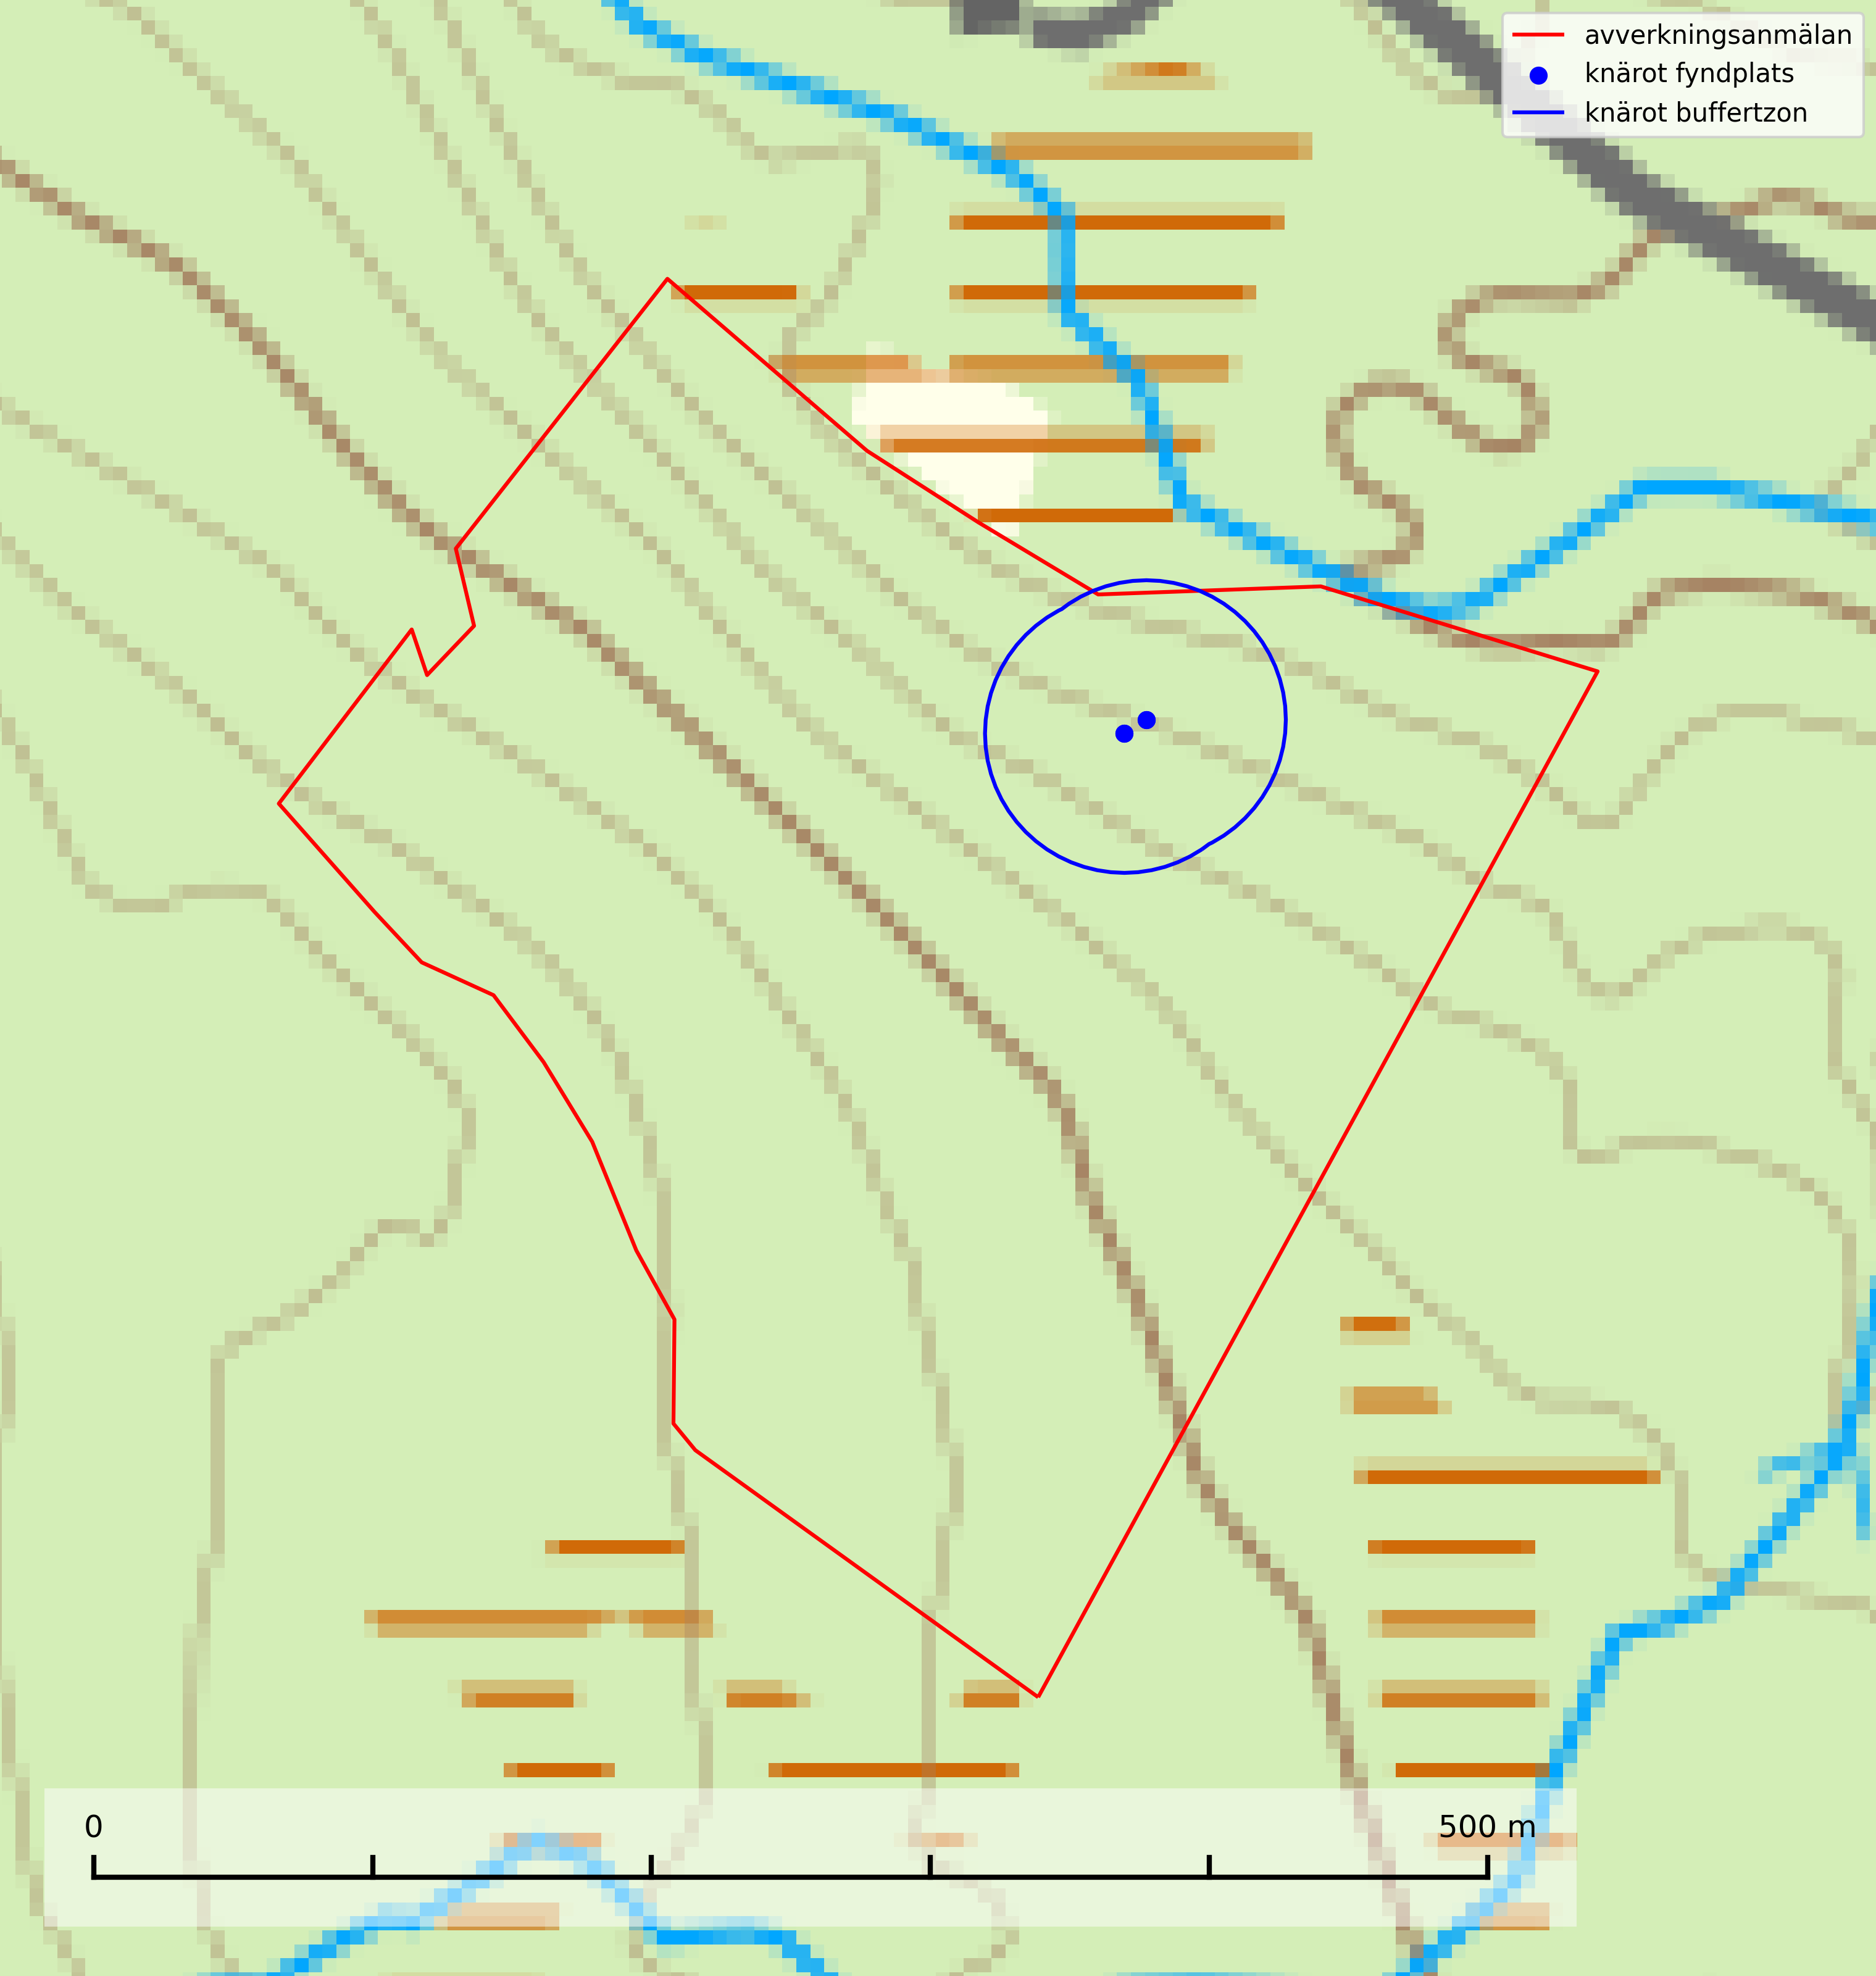 avverkningsanmälan
knärot fyndplats
knärot buffertzon
0
500 m